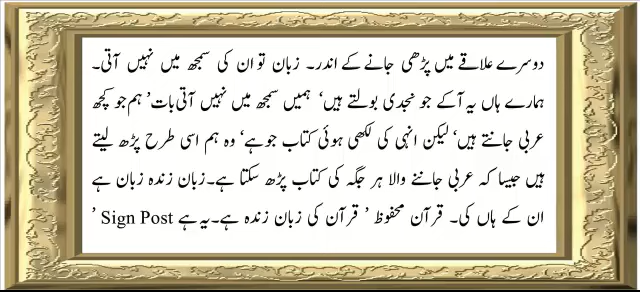 دوسرے علاقے میں پڑھی جانے کے اندر۔ زبان تو ان کی سمجھ میں نہیں آتی۔
ہمارے ہاں یہ آکے جو نجدی بولتے ہیں‘ ہمیں سمجھ میں نہیں آتی بات’ ہم جو کچھ
عربی جانتے ہیں‘ لیکن انہی کی لکھی ہوئی کتاب جو ہے‘ وہ ہم اسی طرح پڑھ لیتے
ہیں جیسا کہ عربی جاننے والا ہر جگہ کی کتاب پڑھ سکتا ہے۔ زبان زندہ زبان ہے
ان کے ہاں کی۔ قرآن محفوظ ’ قرآن کی زبان زندہ ہے۔ یہ ہے Sign Post ’